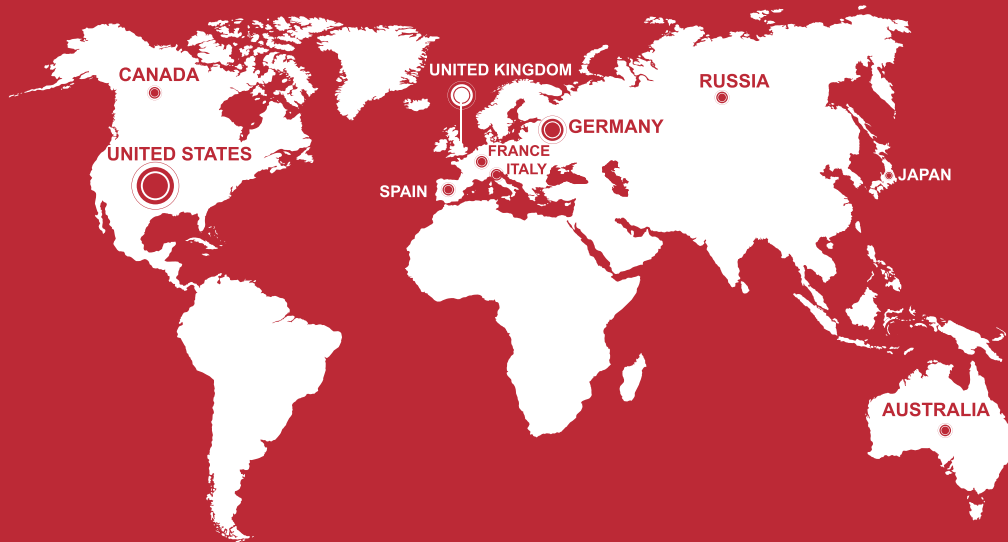 UNITED KINGDOM
CANADA
RUSSIA
GERMANY
UNITED STATES
FRANCE
ITALY
JAPAN
SPAIN
AUSTRALIA